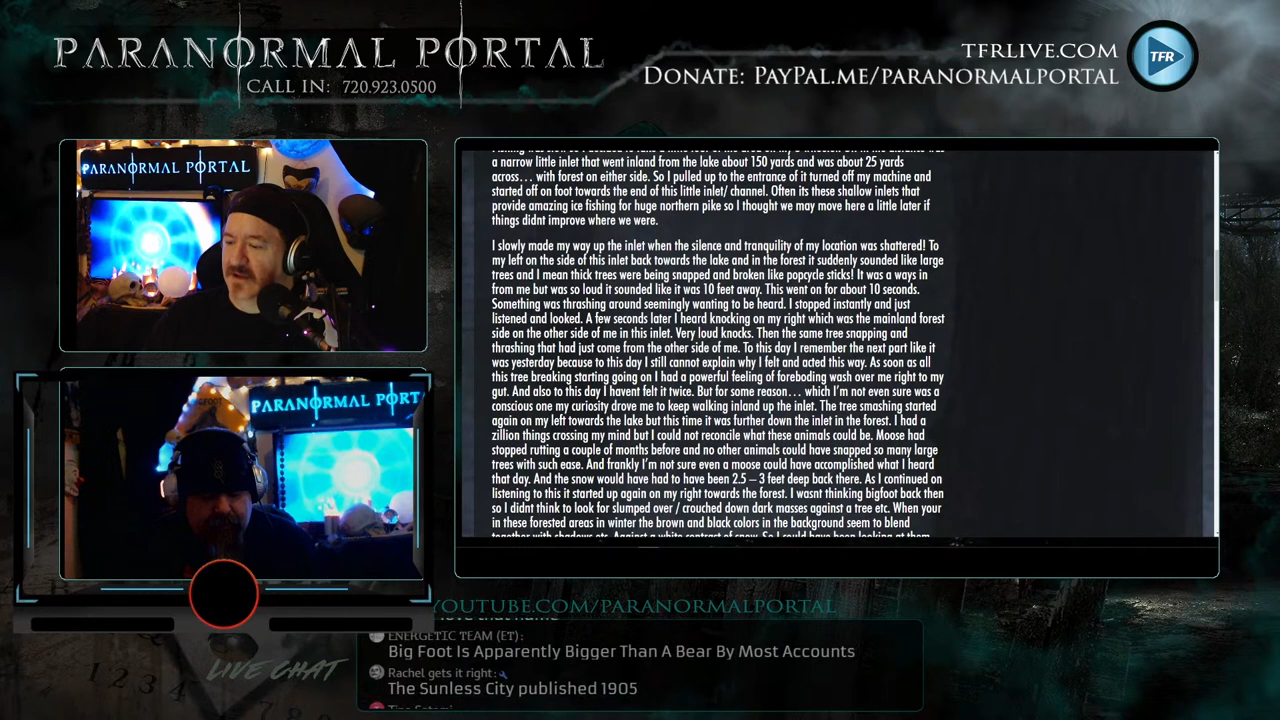 PARANORMAL PORTAL
CALL IN: 720.923.0500
TFRLIVE.COM
DONATE: PAYPAL.ME/PARANORMALPORTAL
TFR
PARANORMAL PORTAL
PARANORMAL PORT
a narrow little inlet that went inland from the lake about 150 yards and was about 25 yards
across... with forest on either side. So I pulled up to the entrance of it turned off my machine and
started off on foot towards the end of this little inlet/ channel. Often its these shallow inlets that
provide amazing ice fishing for huge northern pike so I thought we may move here a little later if
things didnt improve where we were.
I slowly made my way up the inlet when the silence and tranquility of my location was shattered! To
my left on the side of this inlet back towards the lake and in the forest it suddenly sounded like large
trees and I mean thick trees were being snapped and broken like popcycle sticks! It was a ways in
from me but was so loud it sounded like it was 10 feet away. This went on for about 10 seconds.
Something was thrashing around seemingly wanting to be heard. I stopped instantly and just
listened and looked. A few seconds later I heard knocking on my right which was the mainland forest
side on the other side of me in this inlet. Very loud knocks. Then the same tree snapping and
thrashing that had just come from the other side of me. To this day I remember the next part like it
was yesterday because to this day I still cannot explain why I felt and acted this way. As soon as all
this tree breaking starting going on I had a powerful feeling of foreboding wash over me right to my
gut. And also to this day I havent felt it twice. But for some reason... which I'm not even sure was a
conscious one my curiosity drove me to keep walking inland up the inlet. The tree smashing started
again on my left towards the lake but this time it was further down the inlet in the forest. I had a
zillion things crossing my mind but I could not reconcile what these animals could be. Moose had
stopped rutting a couple of months before and no other animals could have snapped so many large
trees with such ease. And frankly I'm not sure even a moose could have accomplished what I heard
that day. And the snow would have had to have been 2.5 – 3 feet deep back there. As I continued on
listening to this it started up again on my right towards the forest. I wasnt thinking bigfoot back then
so I didnt think to look for slumped over / crouched down dark masses against a tree etc. When your
in these forested areas in winter the brown and black colors in the background seem to blend
together with shadows etc. Against a white contrast of snow. So I could have been looking at them
YOUTUBE.COM/PARANORMALPORTAL
love that name
LIVE CHAT
ENERGETIC TEAM (ET):
Big Foot Is Apparently Bigger Than A Bear By Most Accounts
Rachel gets it right:
The Sunless City published 1905